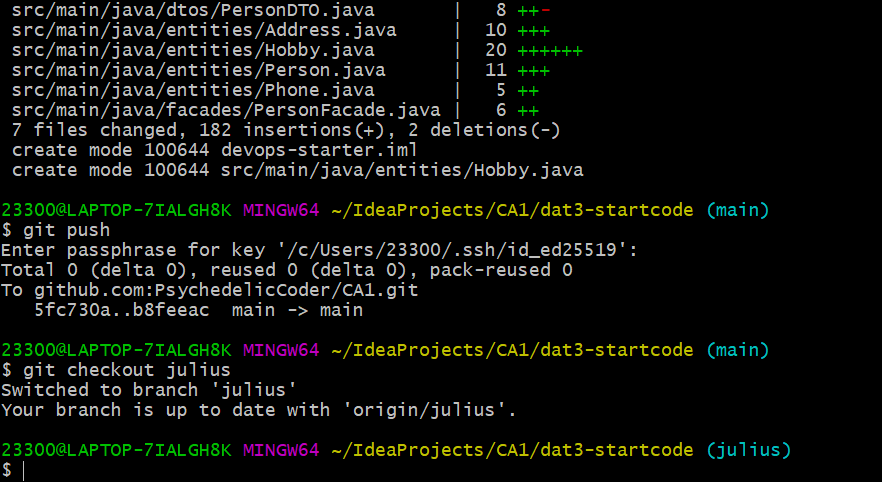 src/main/java/dtos/PersonDTO.java       |   8 ++-
src/main/java/entities/Address.java     |  10 +++
src/main/java/entities/Hobby.java       |  20 ++++++
src/main/java/entities/Person.java      |  11 +++
src/main/java/entities/Phone.java       |   5 ++
src/main/java/facades/PersonFacade.java |   6 ++
7 files changed, 182 insertions(+), 2 deletions(-)
create mode 100644 devops-starter.iml
create mode 100644 src/main/java/entities/Hobby.java
23300@LAPTOP-7IALGH8K MINGW64 ~/IdeaProjects/CA1/dat3-startcode (main)
$ git push
Enter passphrase for key '/c/Users/23300/.ssh/id_ed25519':
Total 0 (delta 0), reused 0 (delta 0), pack-reused 0
To github.com:PsychedelicCoder/CA1.git
   5fc730a..b8feeac  main -> main
23300@LAPTOP-7IALGH8K MINGW64 ~/IdeaProjects/CA1/dat3-startcode (main)
$ git checkout julius
Switched to branch 'julius'
Your branch is up to date with 'origin/julius'.
23300@LAPTOP-7IALGH8K MINGW64 ~/IdeaProjects/CA1/dat3-startcode (julius)
$